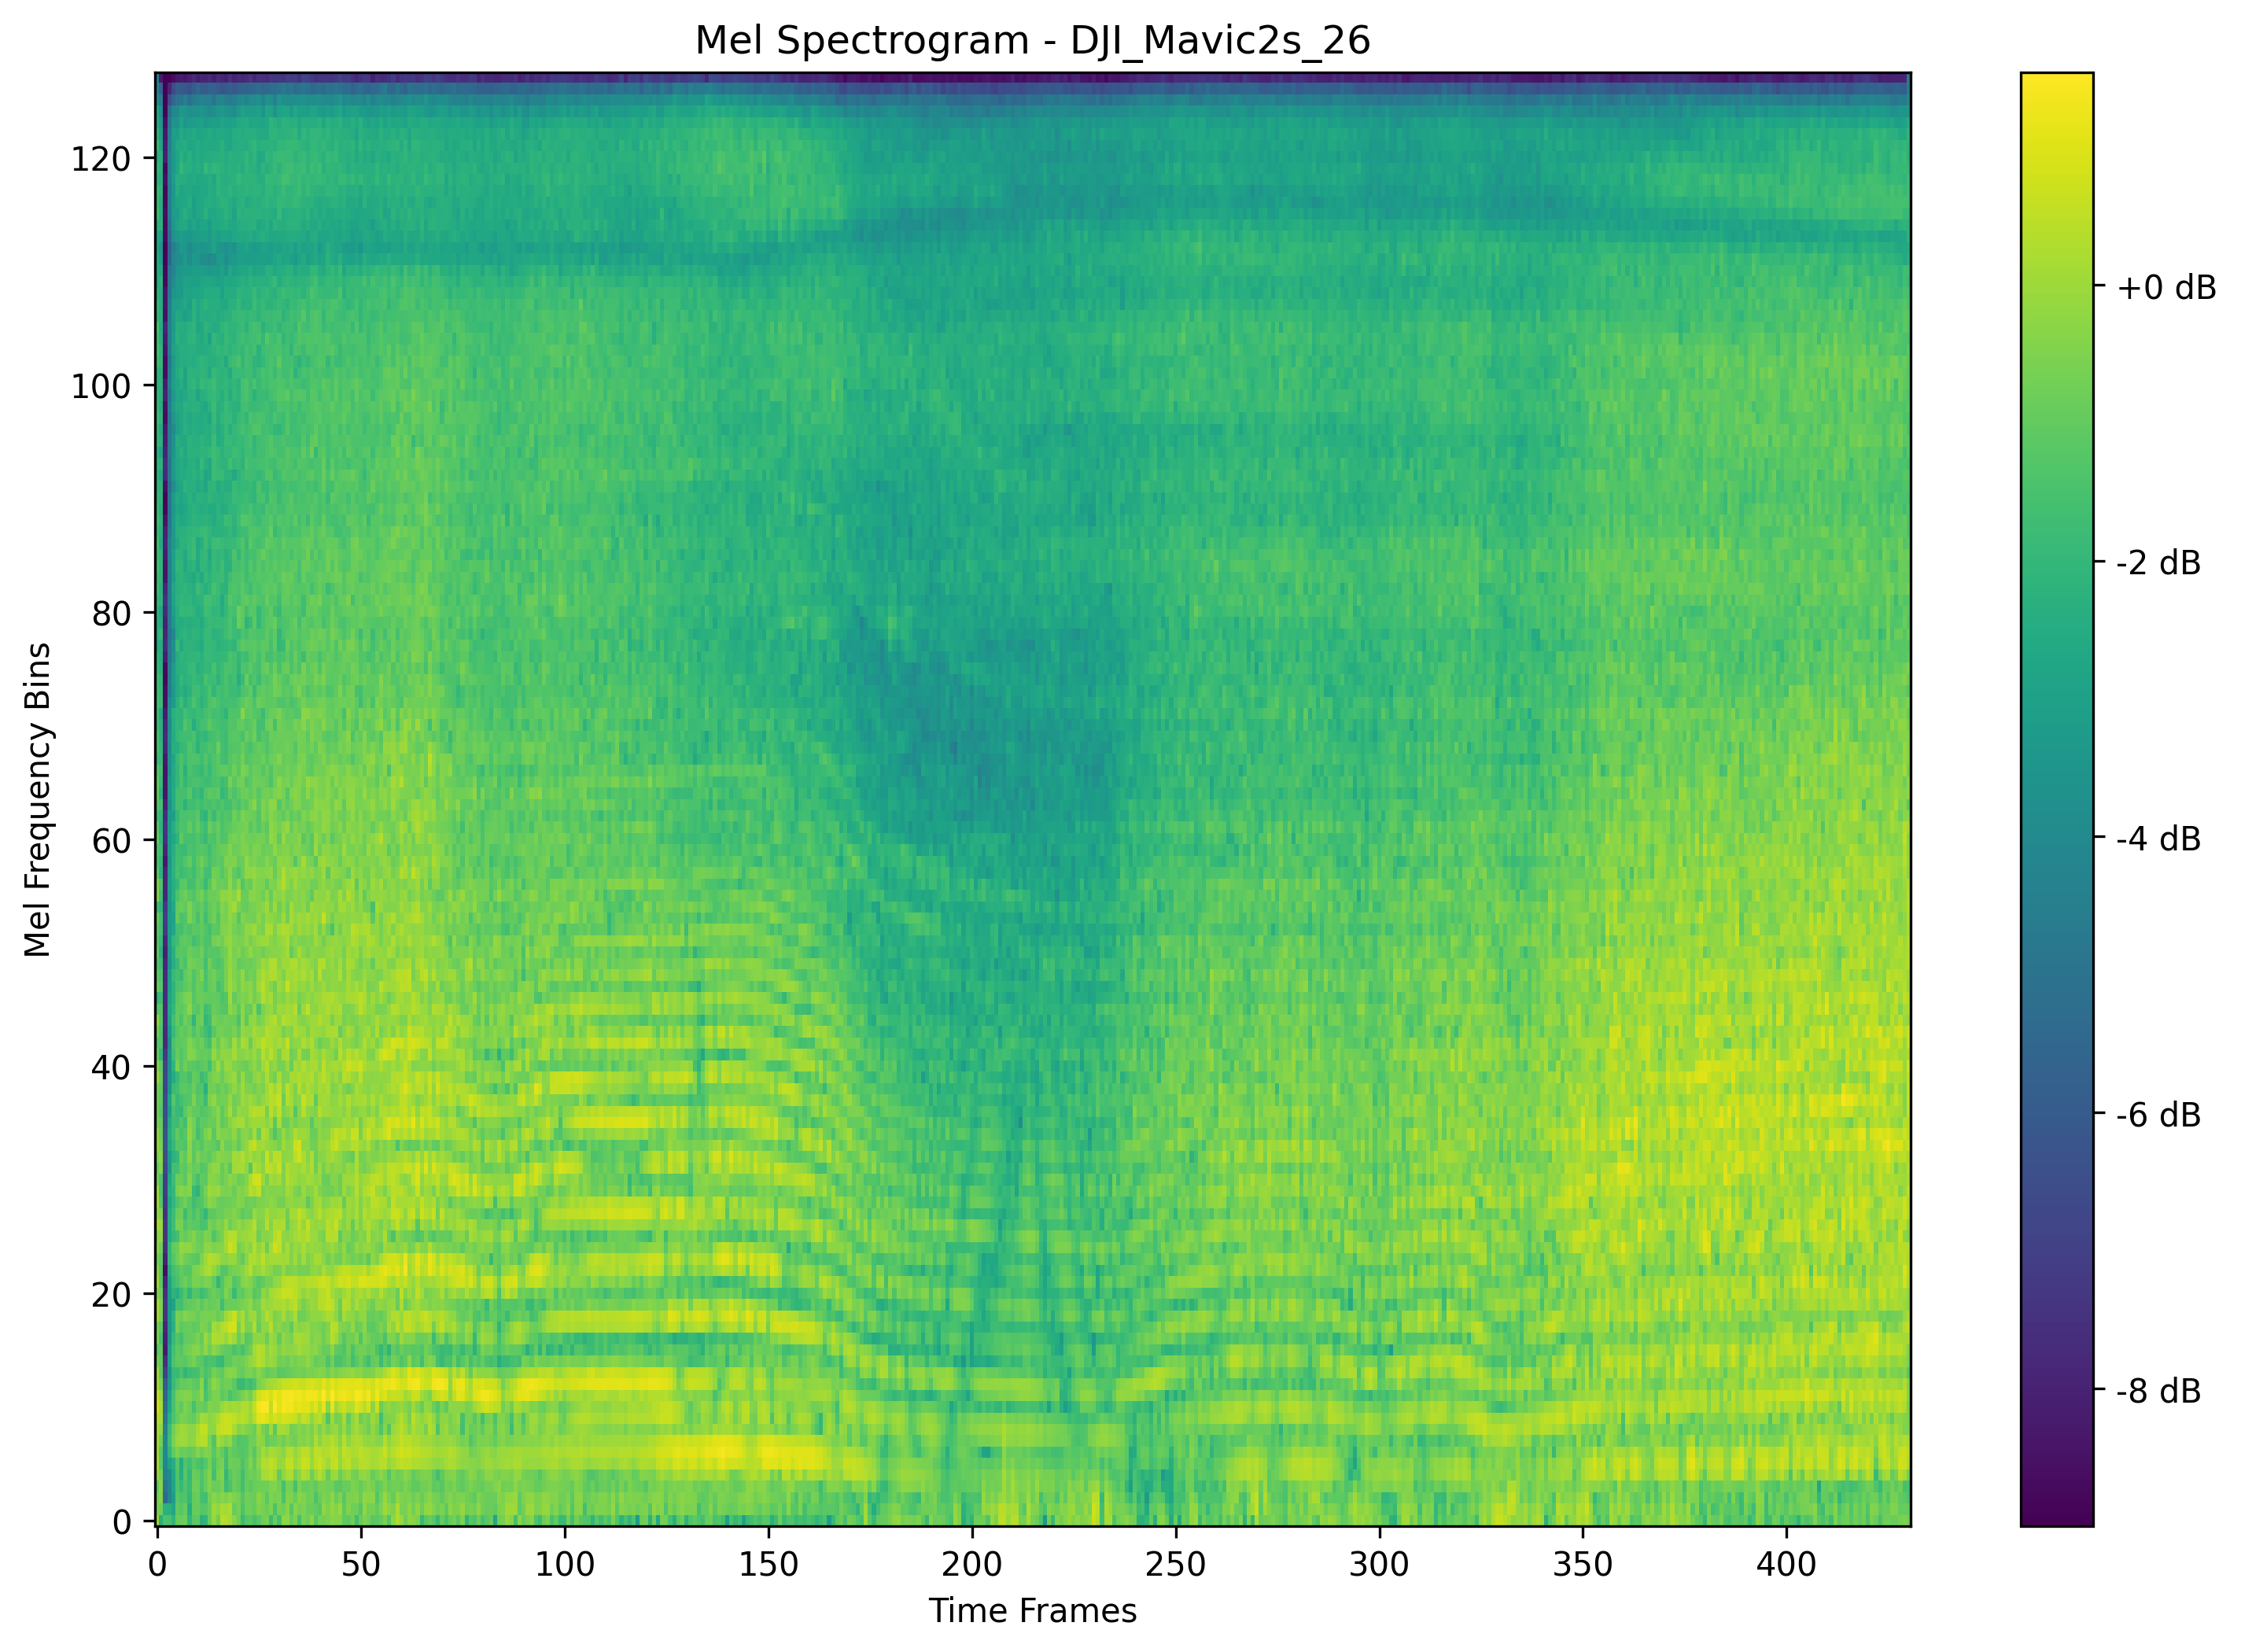 Mel Spectrogram - DJI_Mavic2s_26
Mel Frequency Bins
120
100
80
60
40
20
0
0 50 100 150 200 250 300 350 400
Time Frames
+0 dB
-2 dB
-4 dB
-6 dB
-8 dB